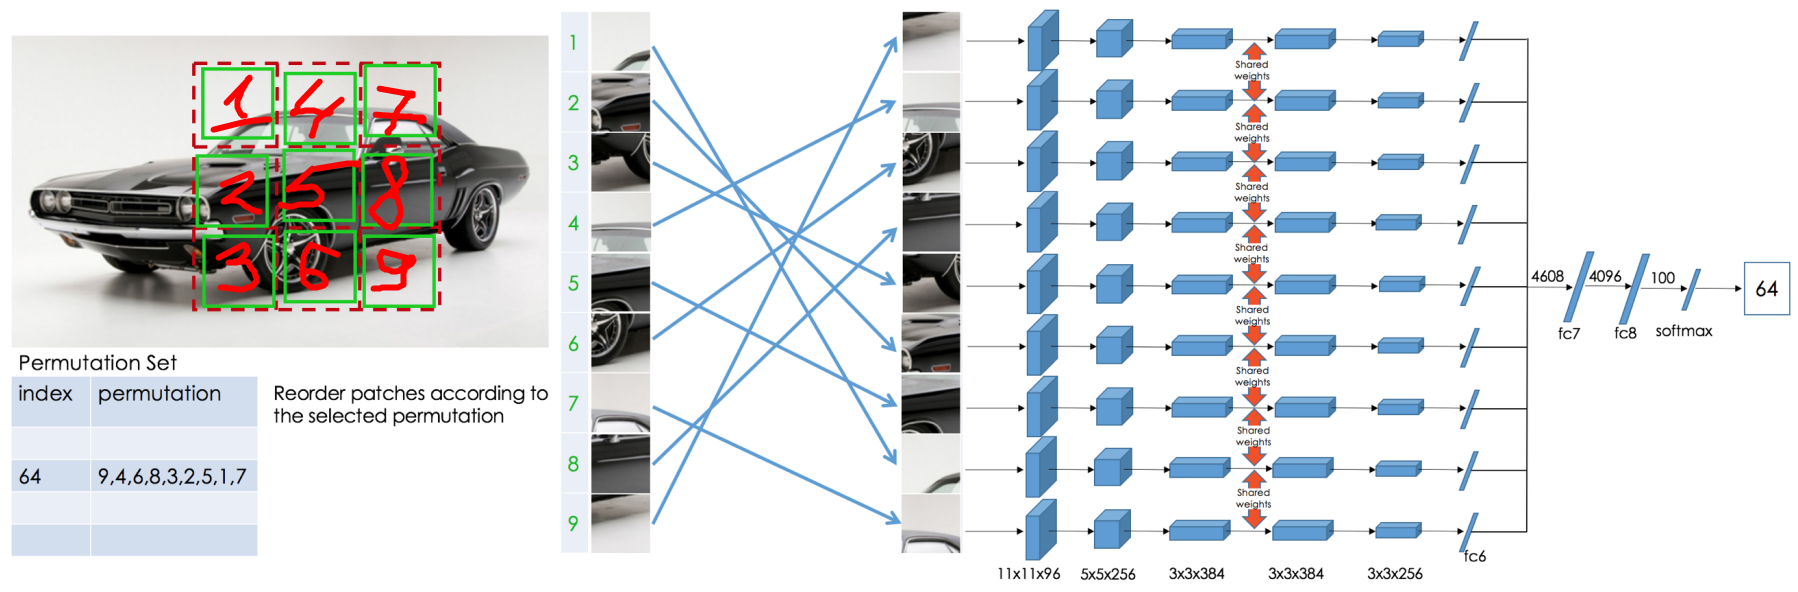 1 4 7
2 5 8
3 6 9
Permutation Set
index permutation
64 9,4,6,8,3,2,5,1,7
Reorder patches according to
the selected permutation
1
2
3
4
5
6
7
8
9
Shared
weights
Shared
weights
Shared
weights
Shared
weights
Shared
weights
Shared
weights
Shared
weights
Shared
weights
11x11x96 5x5x256 3x3x384 3x3x384 3x3x256
fc6
4608 4096 100
64
fc7 fc8 softmax